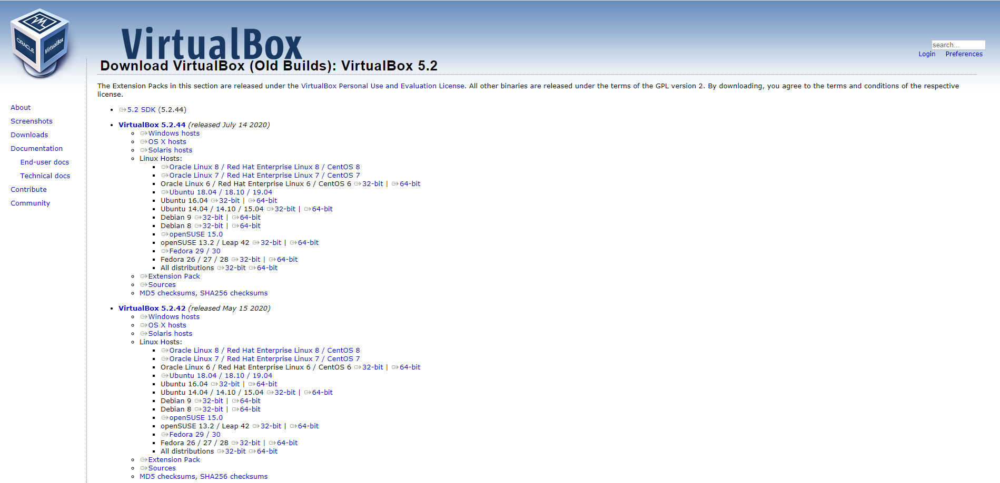 ORACLE
VirtualBox
VirtualBox
search...
Login Preferences
Download VirtualBox (Old Builds): VirtualBox 5.2
The Extension Packs in this section are released under the VirtualBox Personal Use and Evaluation License. All other binaries are released under the terms of the GPL version 2. By downloading, you agree to the terms and conditions of the respective
license.
About
Screenshots
Downloads
Documentation
End-user docs
Technical docs
Contribute
Community
5.2 SDK (5.2.44)
VirtualBox 5.2.44 (released July 14 2020)
Windows hosts
OS X hosts
Solaris hosts
Linux Hosts:
Oracle Linux 8 / Red Hat Enterprise Linux 8 / CentOS 8
Oracle Linux 7 / Red Hat Enterprise Linux 7 / CentOS 7
Oracle Linux 6 / Red Hat Enterprise Linux 6 / CentOS 6 32-bit | 64-bit
Ubuntu 18.04 / 18.10 / 19.04
Ubuntu 16.04 32-bit | 64-bit
Ubuntu 14.04 / 14.10 / 15.04 32-bit | 64-bit
Debian 9 32-bit | 64-bit
Debian 8 32-bit | 64-bit
openSUSE 15.0
openSUSE 13.2 / Leap 42 32-bit | 64-bit
Fedora 29 / 30
Fedora 26 / 27 / 28 32-bit | 64-bit
All distributions 32-bit 64-bit
Extension Pack
Sources
MD5 checksums, SHA256 checksums
VirtualBox 5.2.42 (released May 15 2020)
Windows hosts
OS X hosts
Solaris hosts
Linux Hosts:
Oracle Linux 8 / Red Hat Enterprise Linux 8 / CentOS 8
Oracle Linux 7 / Red Hat Enterprise Linux 7 / CentOS 7
Oracle Linux 6 / Red Hat Enterprise Linux 6 / CentOS 6 32-bit | 64-bit
Ubuntu 18.04 / 18.10 / 19.04
Ubuntu 16.04 32-bit | 64-bit
Ubuntu 14.04 / 14.10 / 15.04 32-bit | 64-bit
Debian 9 32-bit | 64-bit
Debian 8 32-bit | 64-bit
openSUSE 15.0
openSUSE 13.2 / Leap 42 32-bit | 64-bit
Fedora 29 / 30
Fedora 26 / 27 / 28 32-bit | 64-bit
All distributions 32-bit 64-bit
Extension Pack
Sources
MD5 checksums, SHA256 checksums